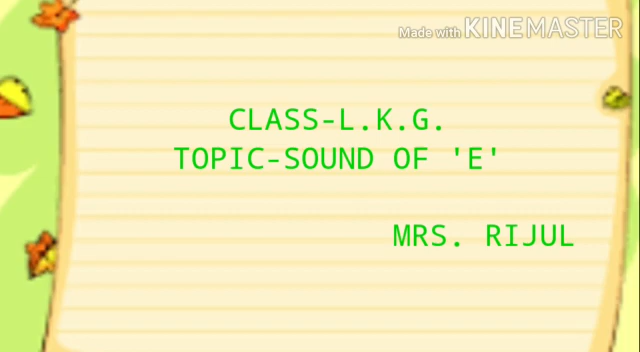 Made with KINEMASTER
CLASS-L.K.G.
TOPIC-SOUND OF 'E'
MRS. RIJUL